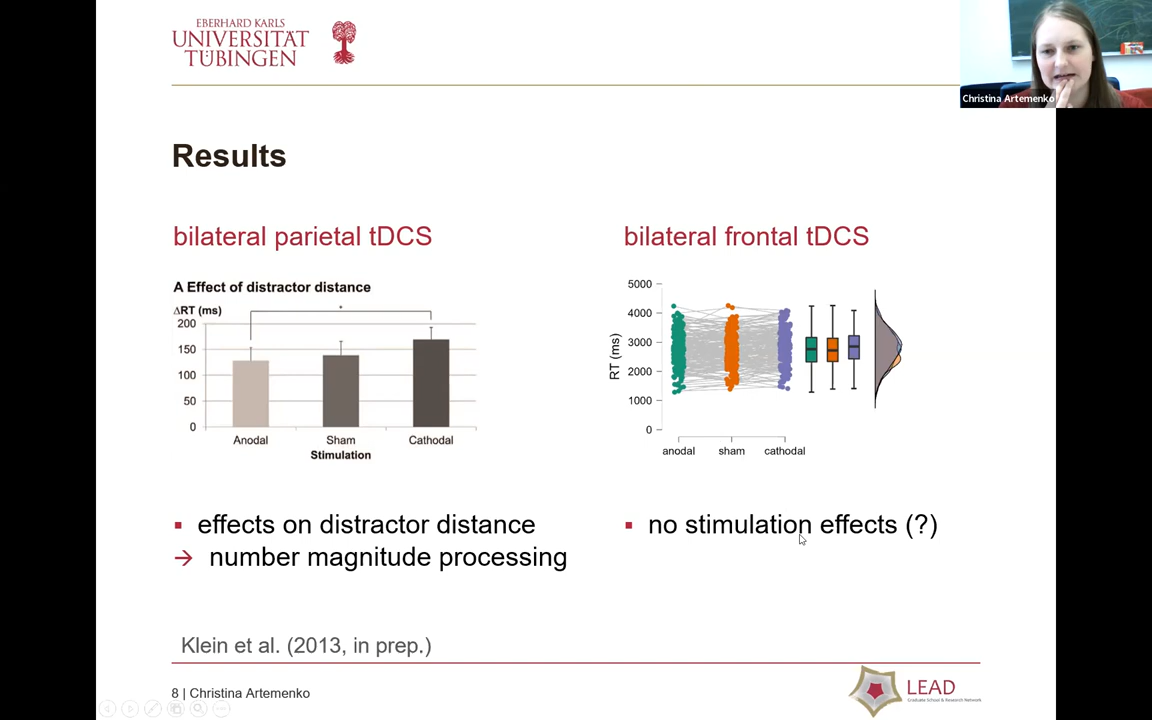 EBERHARD KARLS
UNIVERSITÄT
TÜBINGEN
Christina Artemenko
Results
bilateral parietal tDCS
A Effect of distractor distance
ΔRT (ms)
*
200
150
100
50
0
Anodal Sham Cathodal
Stimulation
▪ effects on distractor distance
→ number magnitude processing
bilateral frontal tDCS
RT (ms)
5000
4000
3000
2000
1000
0
anodal sham cathodal
▪ no stimulation effects (?)
Klein et al. (2013, in prep.)
8 | Christina Artemenko
LEAD
Graduate School & Research Network